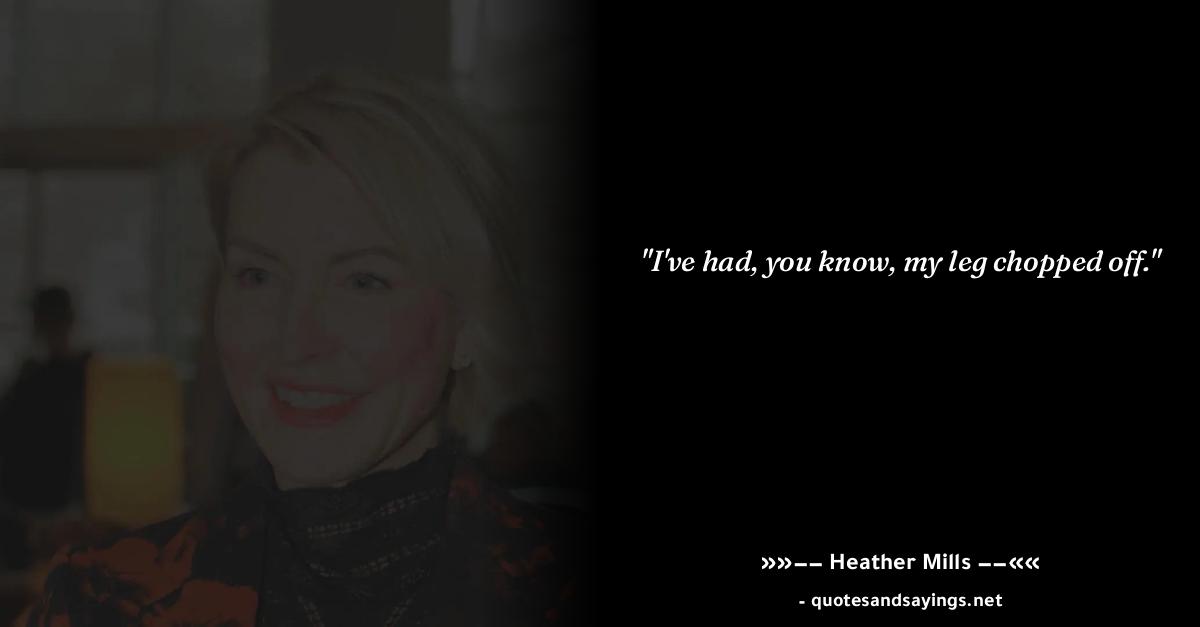 "I've had, you know, my leg chopped off."
»»−− Heather Mills −−««
- quotesandsayings.net